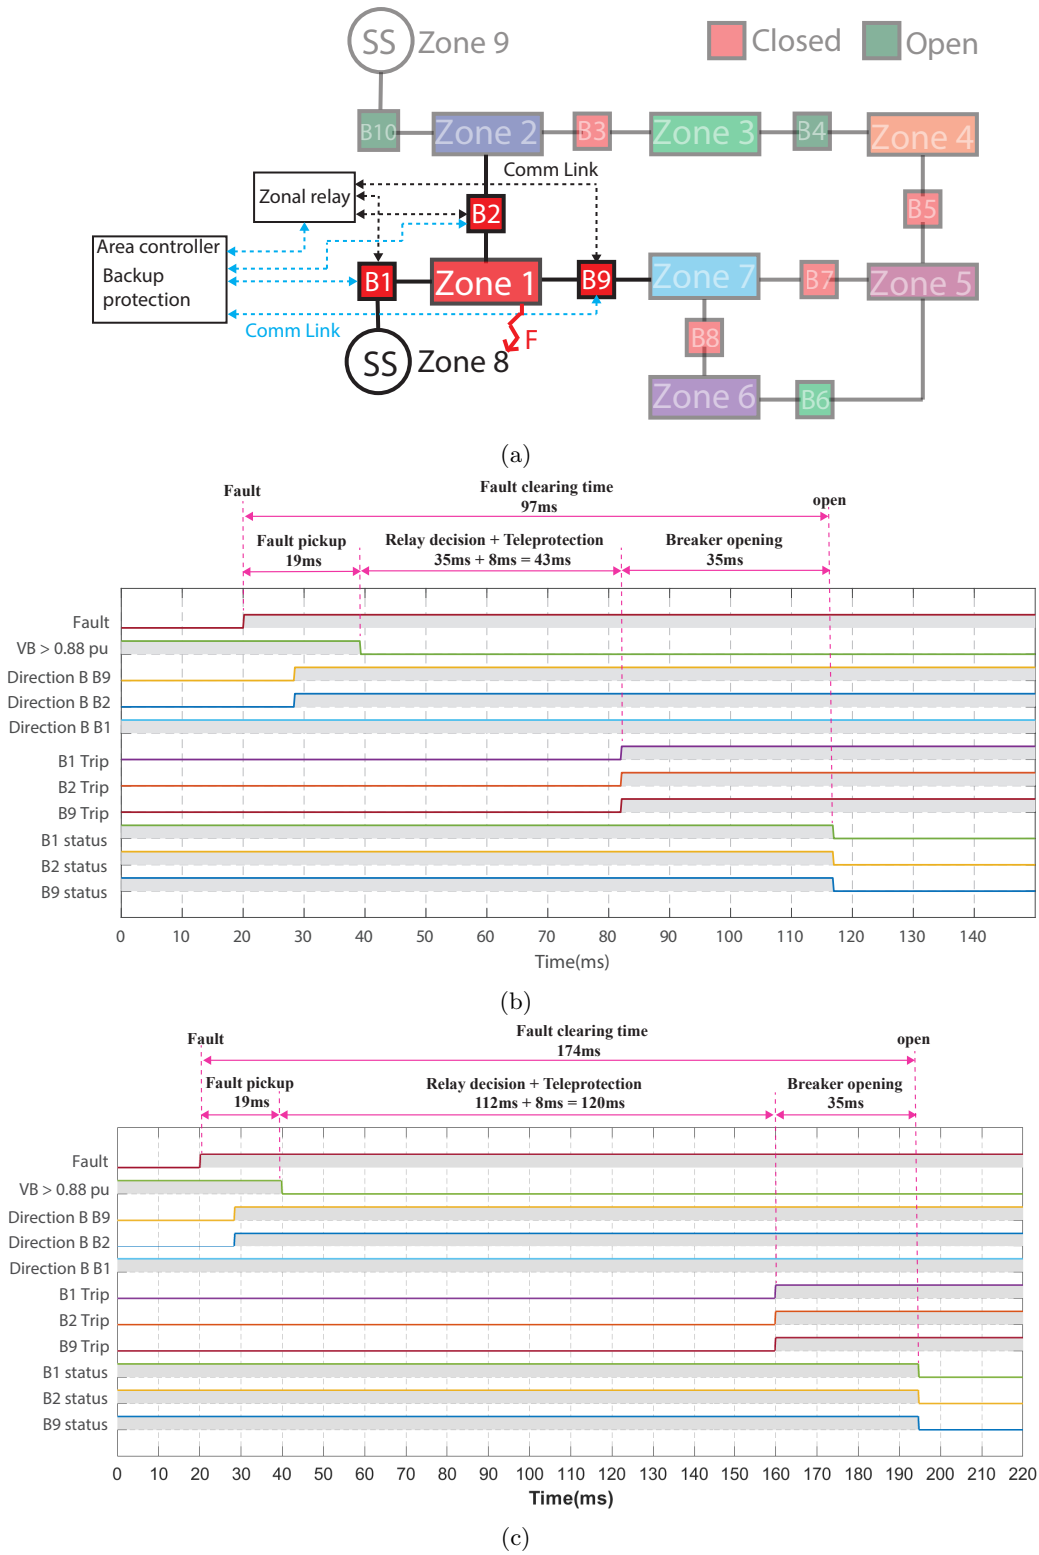 SS Zone 9
Closed Open
B10 Zone 2 B3 Zone 3 B4 Zone 4
Comm Link
Zonal relay
B2 B5
Area controller
Backup
protection
B1 Zone 1 B9 Zone 7 B7 Zone 5
Comm Link
F
B8
SS Zone 8
Zone 6 B6
(a)
Fault clearing time
97ms
Fault open
Fault pickup
19ms
Relay decision + Teleprotection
35ms + 8ms = 43ms
Breaker opening
35ms
Fault
VB > 0.88 pu
Direction B B9
Direction B B2
Direction B B1
B1 Trip
B2 Trip
B9 Trip
B1 status
B2 status
B9 status
0 10 20 30 40 50 60 70 80 90 100 110 120 130 140
Time(ms)
(b)
Fault clearing time
174ms
Fault open
Fault pickup
19ms
Relay decision + Teleprotection
112ms + 8ms = 120ms
Breaker opening
35ms
Fault
VB > 0.88 pu
Direction B B9
Direction B B2
Direction B B1
B1 Trip
B2 Trip
B9 Trip
B1 status
B2 status
B9 status
0 10 20 30 40 50 60 70 80 90 100 110 120 130 140 150 160 170 180 190 200 210 220
Time(ms)
(c)